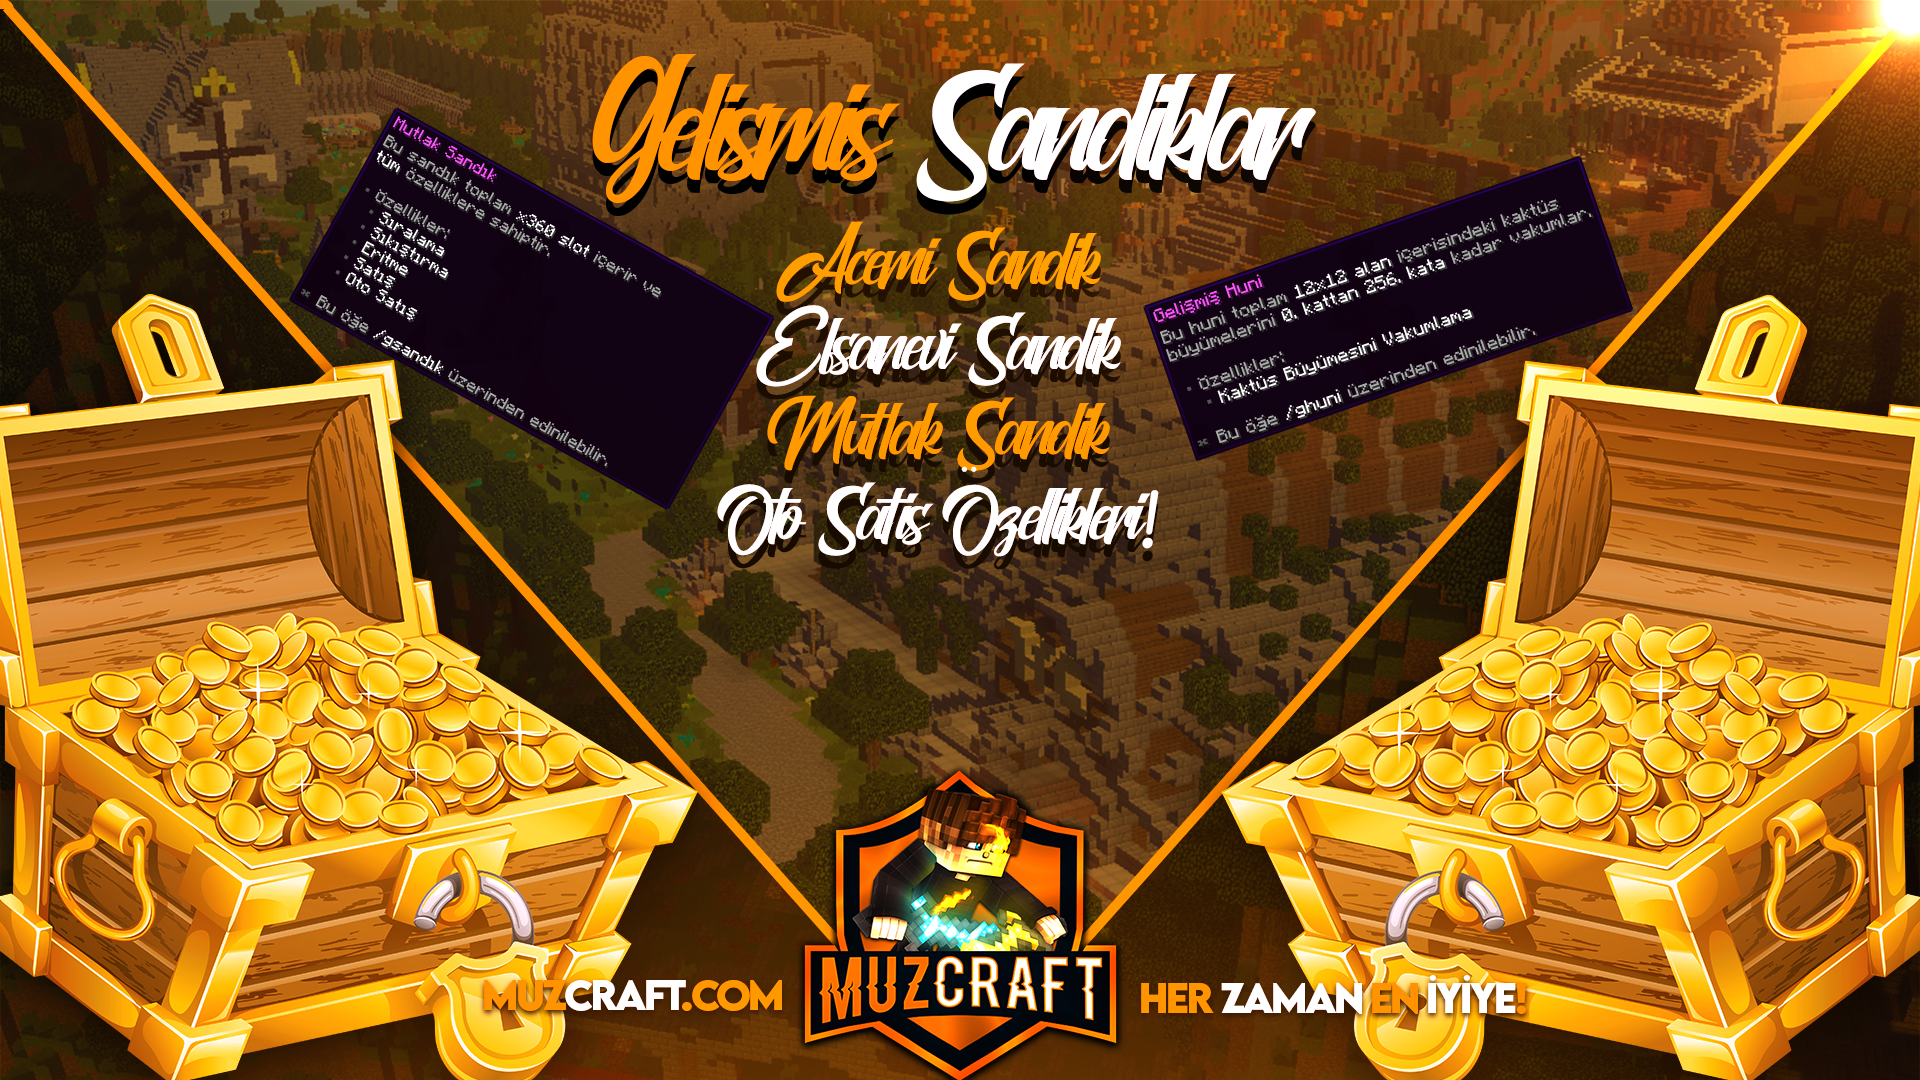 Gelişmiş Sandıklar
Mutlak Sandık
Bu sandık toplam x360 slot içerir ve
tüm özelliklere sahiptir.
• Özellikler:
• Sıralama
• Sıkıştırma
• Eritme
• Satış
• Oto Satış
* Bu öğe /gsandık üzerinden edinilebilir.
Acemi Sandık
Efsanevi Sandık
Mutlak Sandık
Oto Satış Özellikleri!
Gelişmiş Huni
Bu huni toplam 12x12 alan içerisindeki kaktüs
büyümelerini 0. kattan 256. kata kadar vakumlar.
• Özellikler:
• Kaktüs Büyümesini Vakumlama
* Bu öğe /ghuni üzerinden edinilebilir.
MUZCRAFT.COM
MUZCRAFT
HER ZAMAN EN İYİYE!